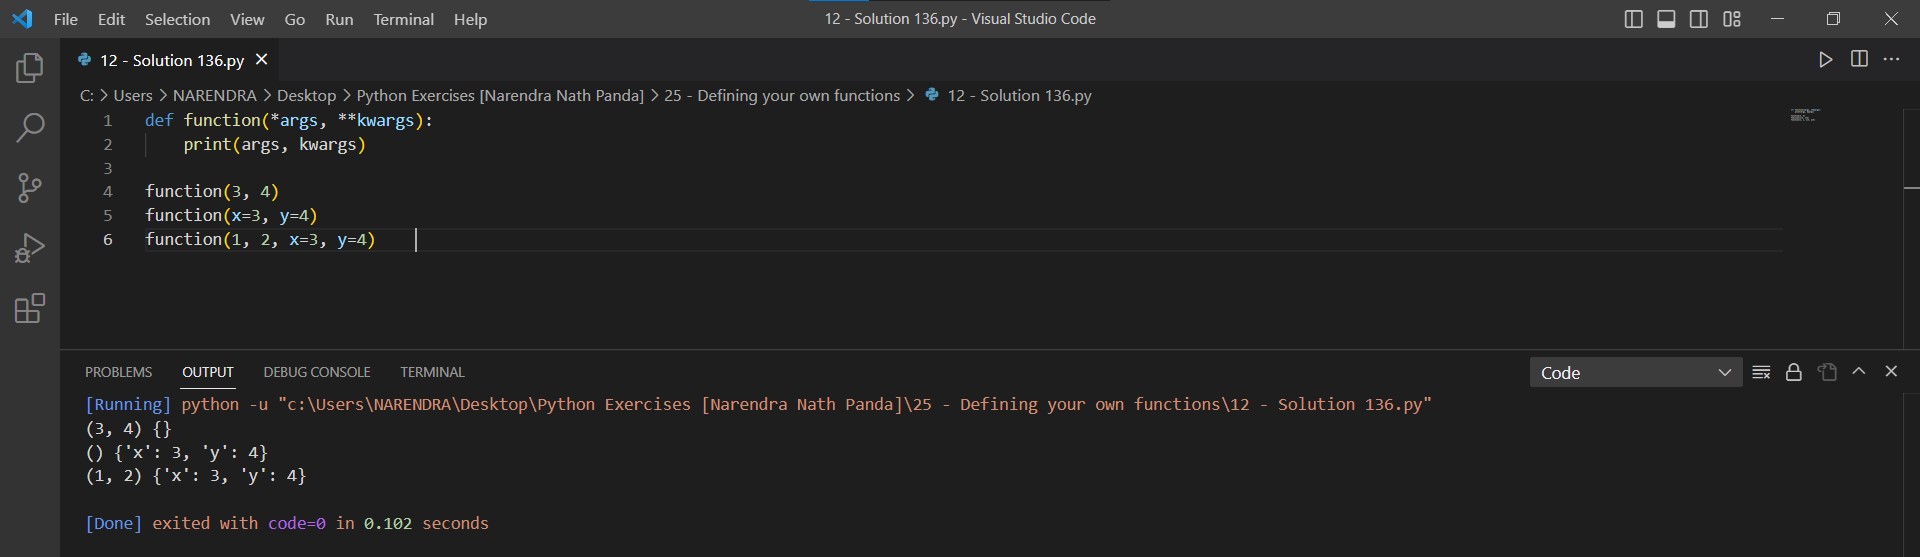 File Edit Selection View Go Run Terminal Help 12 - Solution 136.py - Visual Studio Code
12 - Solution 136.py
C: > Users > NARENDRA > Desktop > Python Exercises [Narendra Nath Panda] > 25 - Defining your own functions > 12 - Solution 136.py
1 def function(*args, **kwargs):
2     print(args, kwargs)
3
4 function(3, 4)
5 function(x=3, y=4)
6 function(1, 2, x=3, y=4)
PROBLEMS OUTPUT DEBUG CONSOLE TERMINAL Code
[Running] python -u "c:\Users\NARENDRA\Desktop\Python Exercises [Narendra Nath Panda]\25 - Defining your own functions\12 - Solution 136.py"
(3, 4) {}
() {'x': 3, 'y': 4}
(1, 2) {'x': 3, 'y': 4}
[Done] exited with code=0 in 0.102 seconds